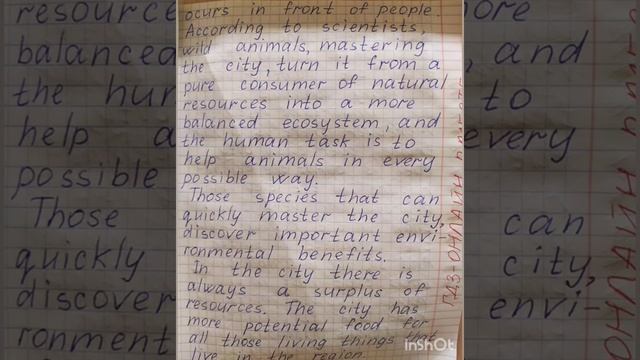 ocurs in front of people.
According to scientists,
wild animals, mastering
the city, turn it from a
pure consumer of natural
resources into a more
balanced ecosystem, and
the human task is to
help animals in every
possible way.
Those species that can
quickly master the city,
discover important envi-
ronmental benefits.
In the city there is
always a surplus of
resources. The city has
more potential food for
all those living things that
live in the region.
ГДЗ ОНЛАЙН
InShOt